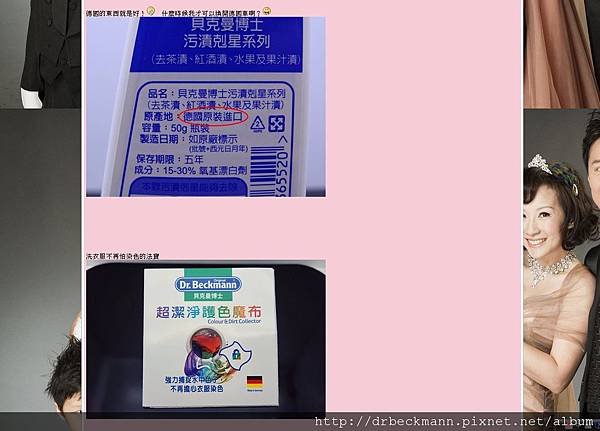 德國的東西就是好！ 什麼時候我才可以換開德國車啊？
貝克曼博士
污漬剋星系列
(去茶漬、紅酒漬、水果及果汁漬)
品名：貝克曼博士污漬剋星系列
(去茶漬、紅酒漬、水果及果汁漬)
原產地：德國原裝進口
容量：50g 瓶裝
製造日期：如原廠標示
(批號+西元日月年)
保存期限：五年
成分：15-30% 氧基漂白劑
65520
洗衣服不再怕染色的法寶
Original
Dr.Beckmann
貝克曼博士
超潔淨護色魔布
Colour & Dirt Collector
強力捕捉水中色子
不再擔心衣服染色
http://drbeckmann.pixnet.net/album